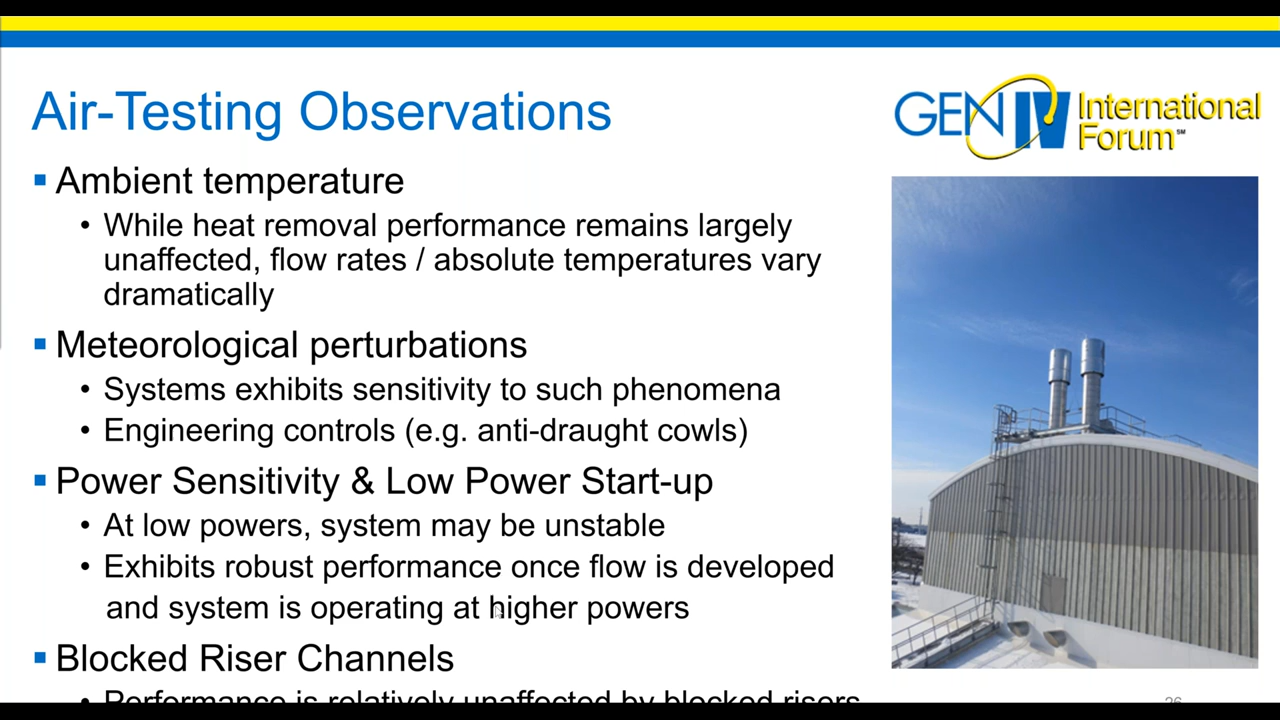 Air-Testing Observations
GEN IV International
Forum℠
▪ Ambient temperature
• While heat removal performance remains largely
unaffected, flow rates / absolute temperatures vary
dramatically
▪ Meteorological perturbations
• Systems exhibits sensitivity to such phenomena
• Engineering controls (e.g. anti-draught cowls)
▪ Power Sensitivity & Low Power Start-up
• At low powers, system may be unstable
• Exhibits robust performance once flow is developed
and system is operating at higher powers
▪ Blocked Riser Channels
• Performance is relatively unaffected by blocked risers
26